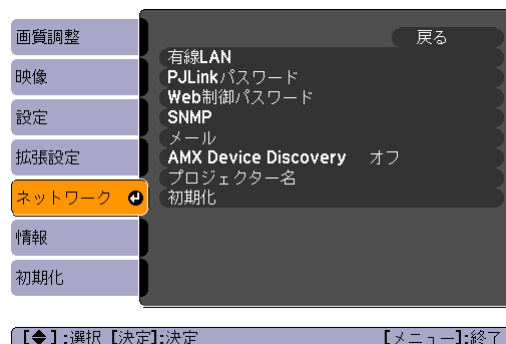 画質調整
映像
設定
拡張設定
ネットワーク
情報
初期化
戻る
有線LAN
PJLinkパスワード
Web制御パスワード
SNMP
メール
AMX Device Discovery オフ
プロジェクター名
初期化
[◆]:選択 [決定]:決定 [メニュー]:終了